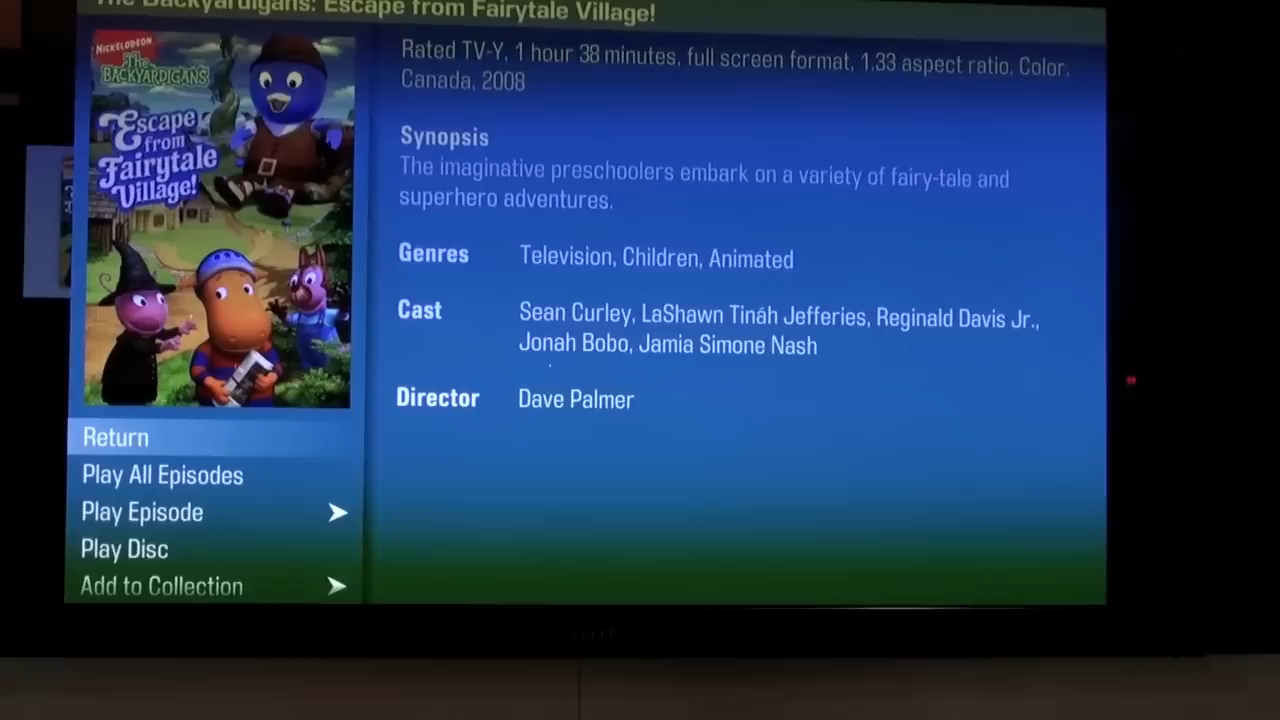 The Backyardigans: Escape from Fairytale Village!
NICKELODEON
The
BACKYARDIGANS
Escape
from
Fairytale
Village!
Rated TV-Y, 1 hour 38 minutes, full screen format, 1.33 aspect ratio, Color,
Canada, 2008
Synopsis
The imaginative preschoolers embark on a variety of fairy-tale and
superhero adventures.
Genres Television, Children, Animated
Cast Sean Curley, LaShawn Tináh Jefferies, Reginald Davis Jr.,
Jonah Bobo, Jamia Simone Nash
Director Dave Palmer
Return
Play All Episodes
Play Episode
Play Disc
Add to Collection